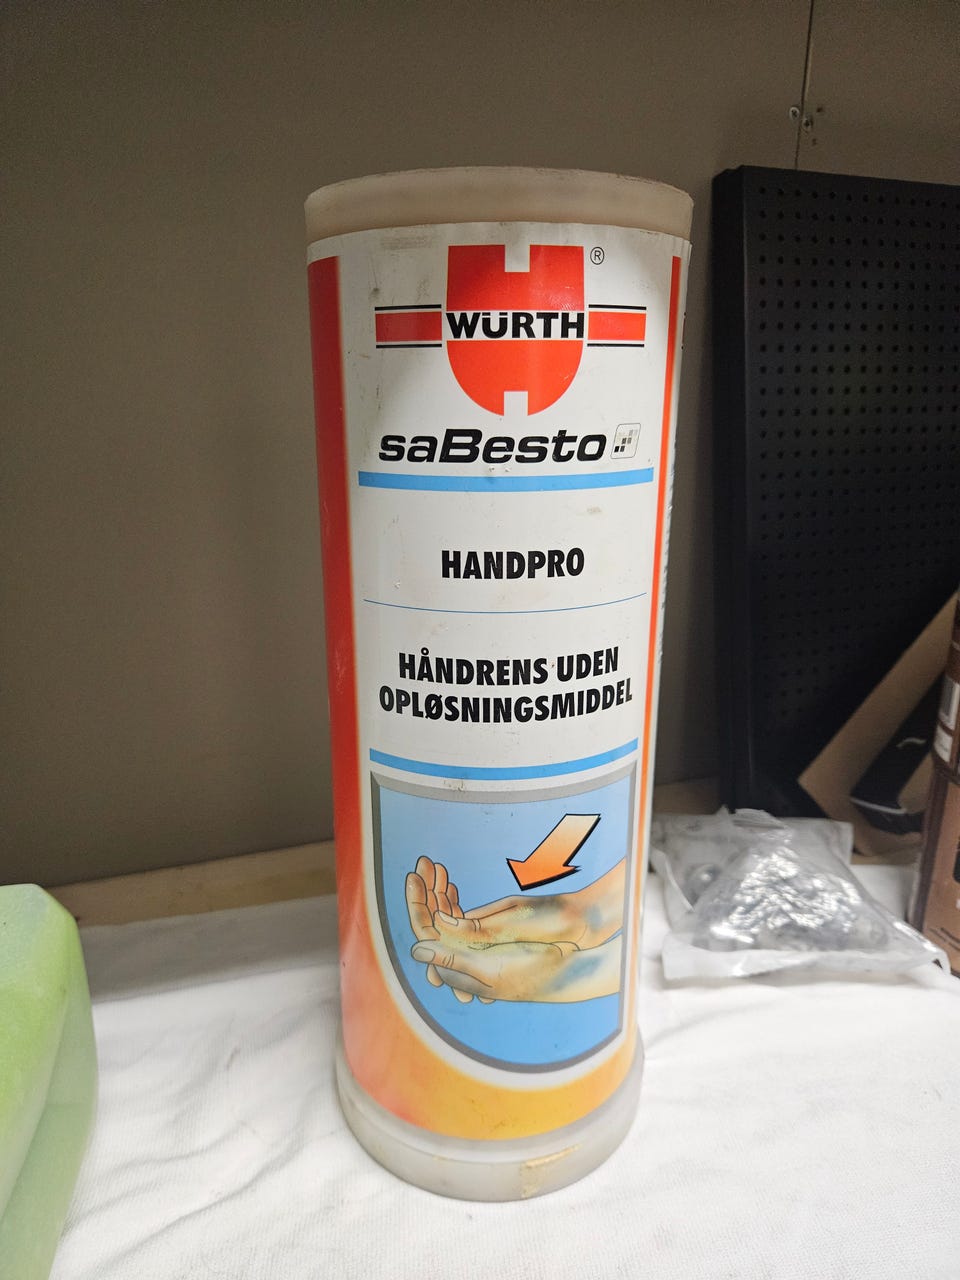 ®
WÜRTH
saBesto
HANDPRO
HÅNDRENS UDEN
OPLØSNINGSMIDDEL